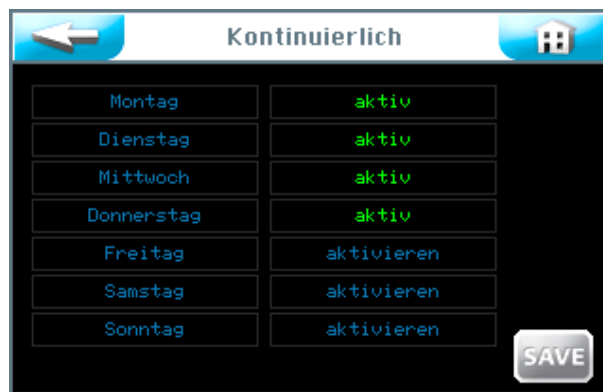 Kontinuierlich
Montag aktiv
Dienstag aktiv
Mittwoch aktiv
Donnerstag aktiv
Freitag aktivieren
Samstag aktivieren
Sonntag aktivieren
SAVE